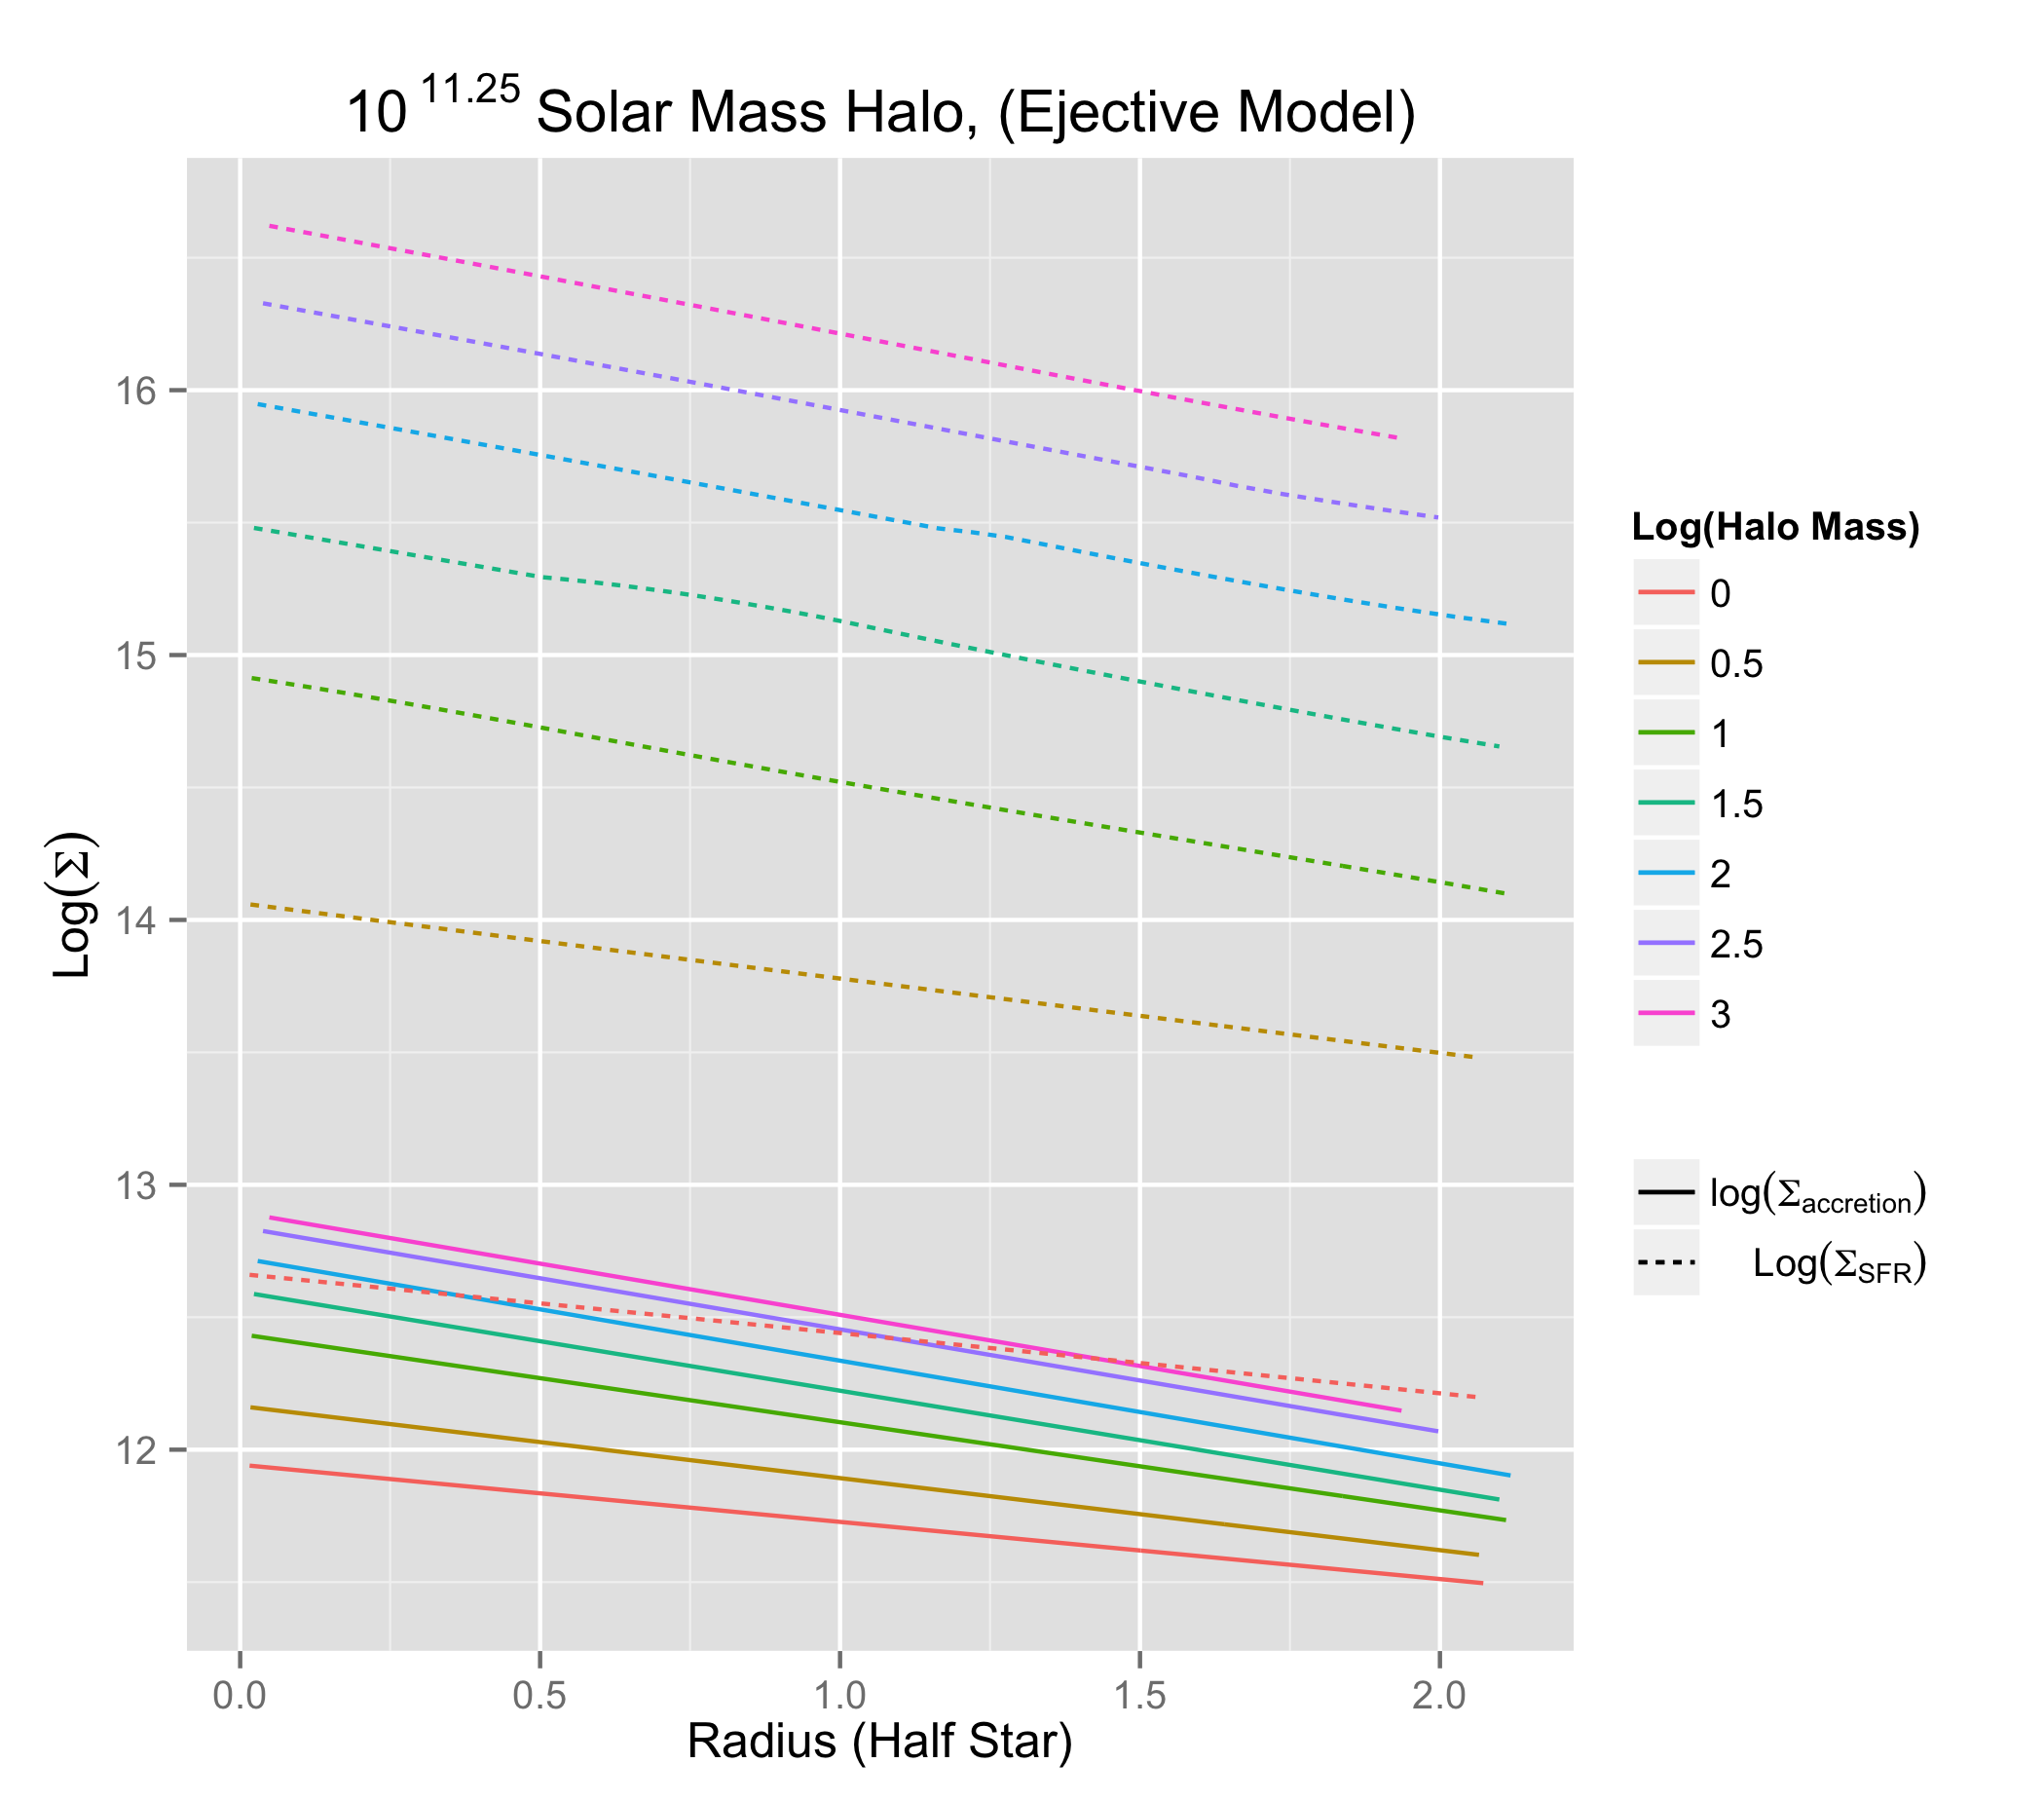 10 11.25 Solar Mass Halo, (Ejective Model)
16
15
14
13
12
Log(Σ)
0.0 0.5 1.0 1.5 2.0
Radius (Half Star)
Log(Halo Mass)
0
0.5
1
1.5
2
2.5
3
log(Σaccretion)
Log(ΣSFR)